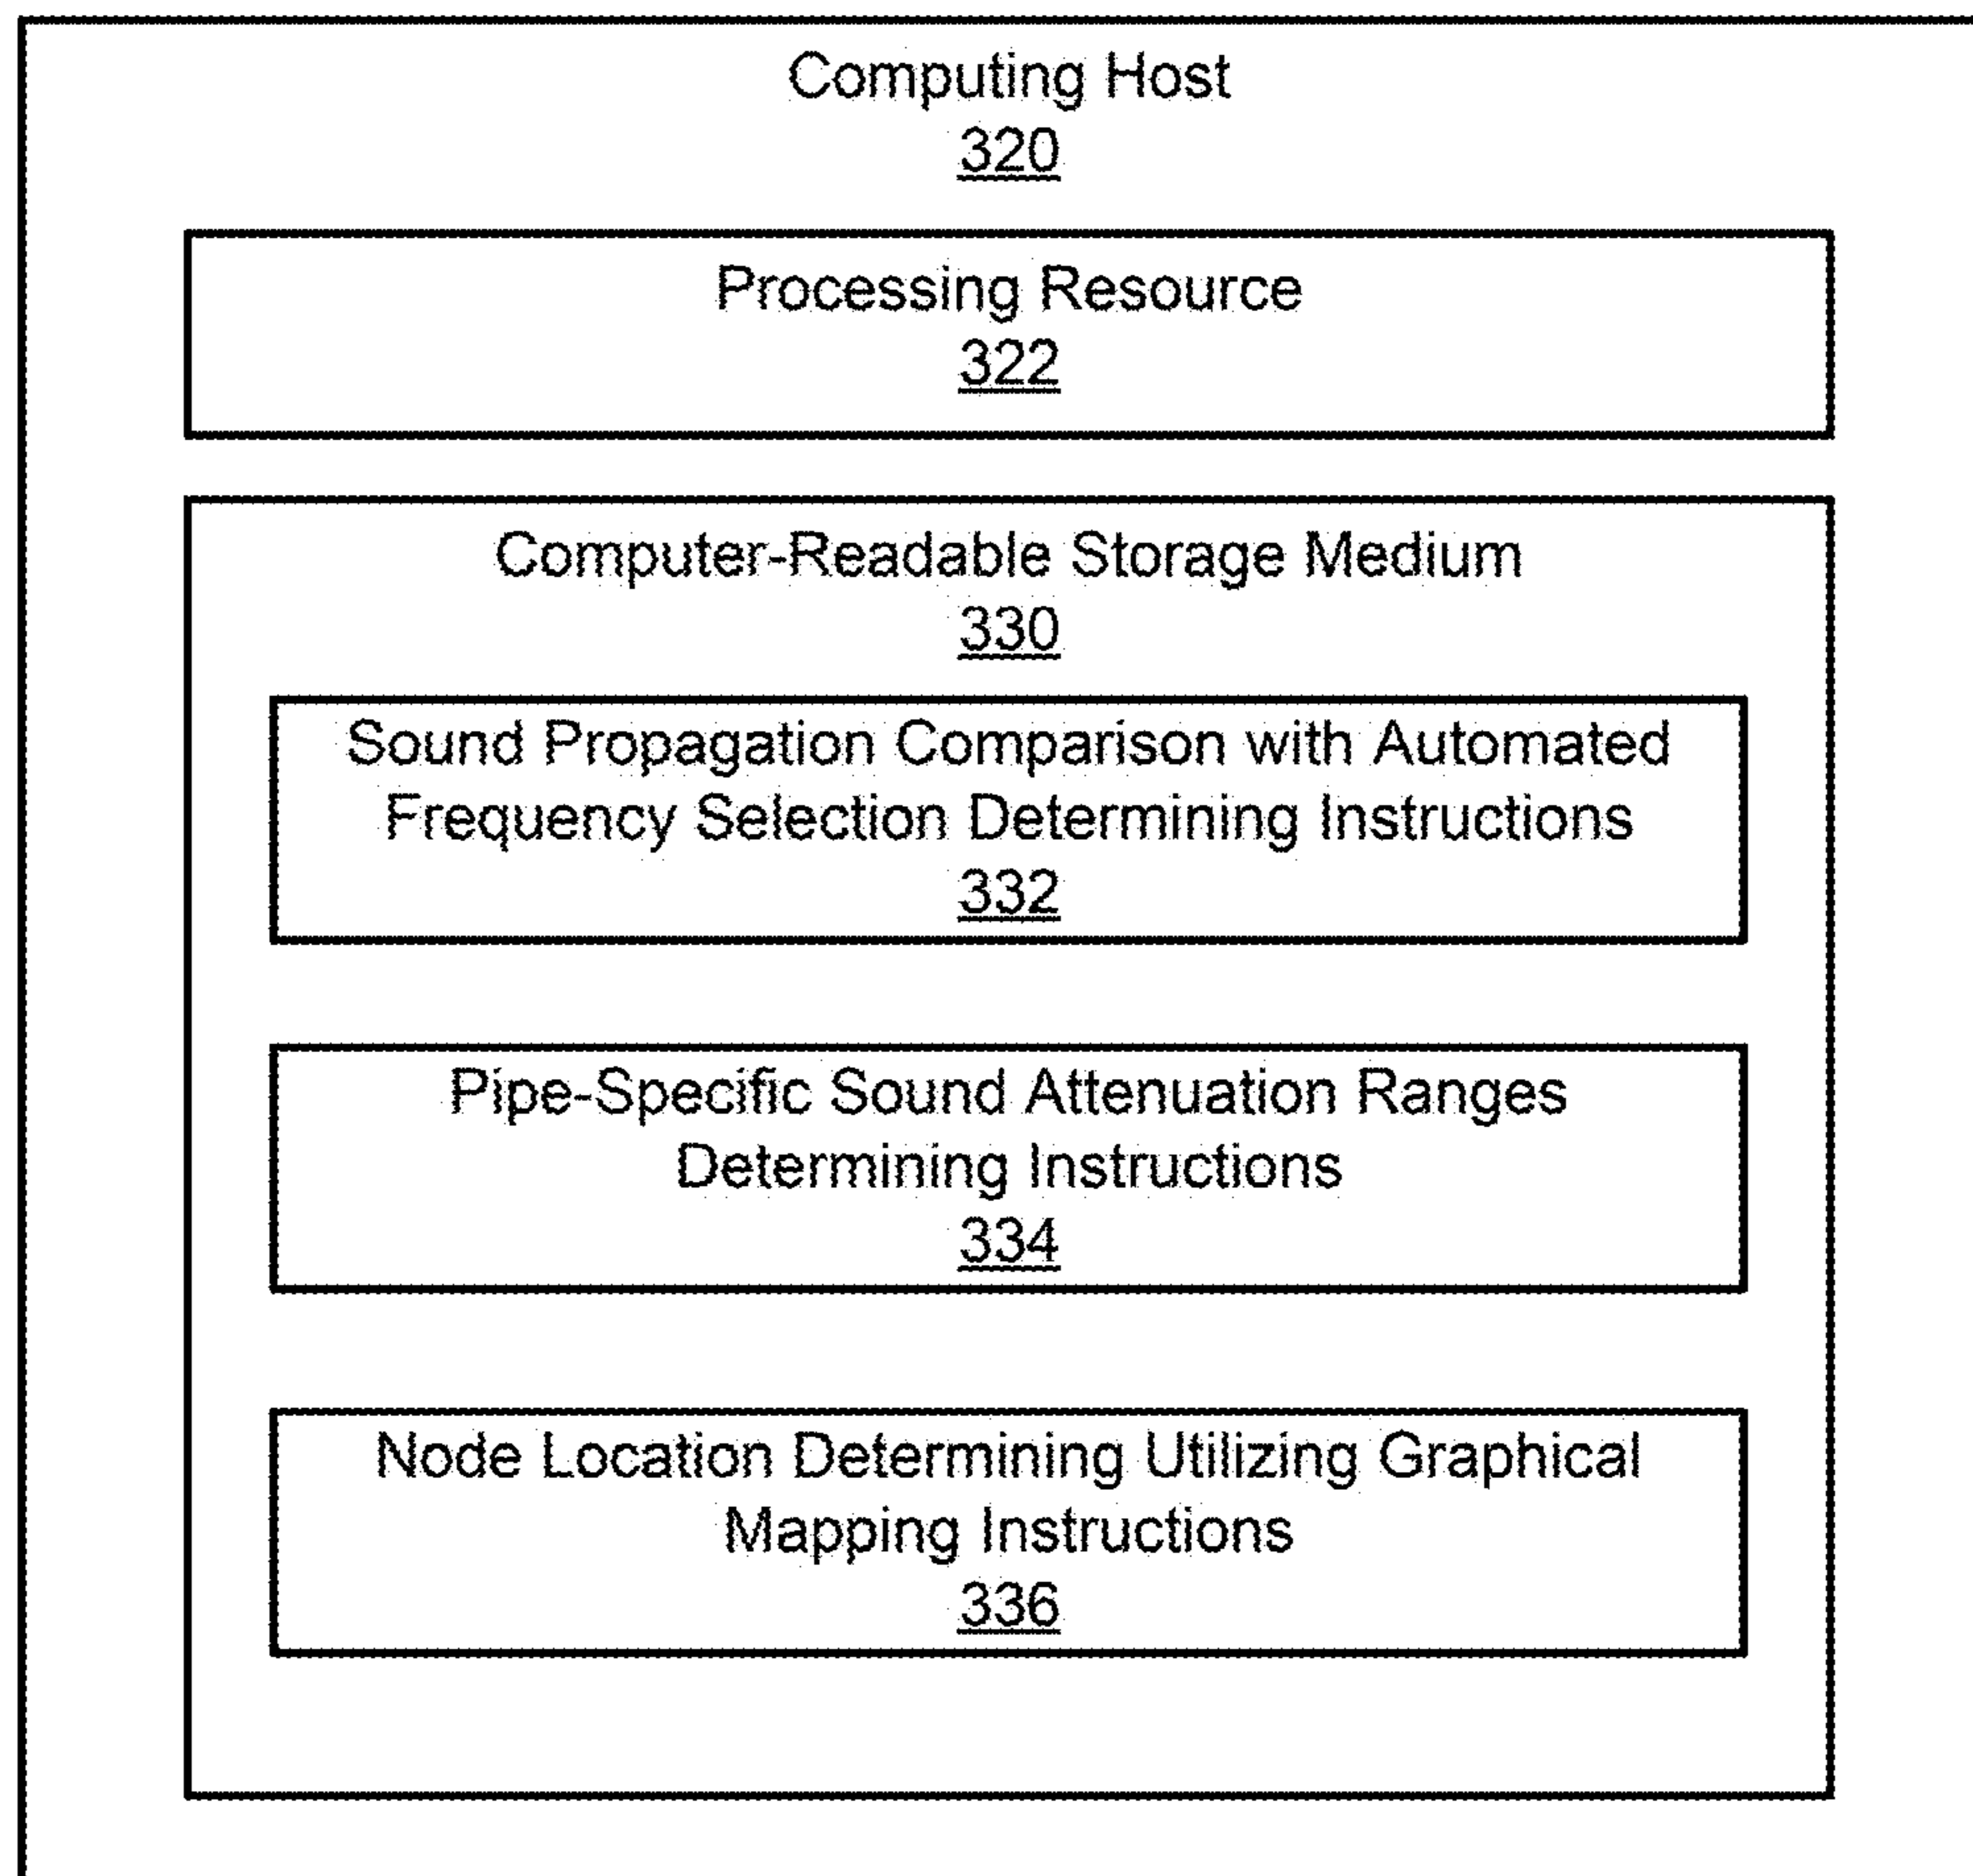 Computing Host
320
Processing Resource
322
Computer-Readable Storage Medium
330
Sound Propagation Comparison with Automated
Frequency Selection Determining Instructions
332
Pipe-Specific Sound Attenuation Ranges
Determining Instructions
334
Node Location Determining Utilizing Graphical
Mapping Instructions
336